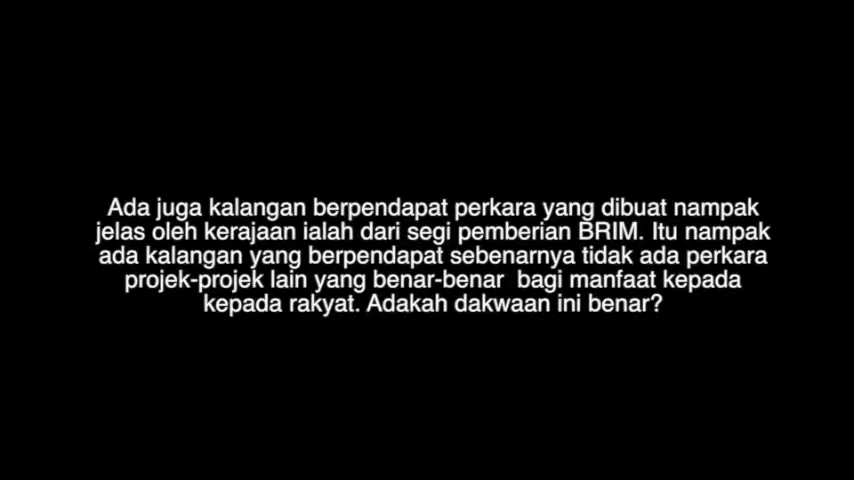 Ada juga kalangan berpendapat perkara yang dibuat nampak
jelas oleh kerajaan ialah dari segi pemberian BRIM. Itu nampak
ada kalangan yang berpendapat sebenarnya tidak ada perkara
projek-projek lain yang benar-benar  bagi manfaat kepada
kepada rakyat. Adakah dakwaan ini benar?